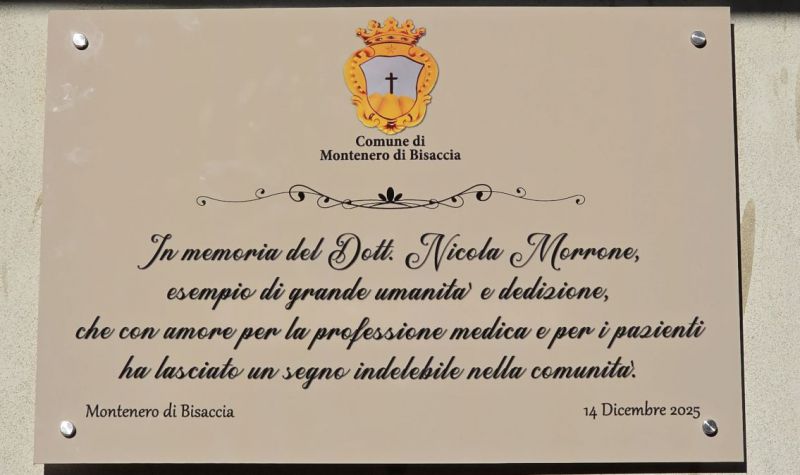 Comune di
Montenero di Bisaccia
In memoria del Dott. Nicola Morrone,
esempio di grande umanita' e dedizione,
che con amore per la professione medica e per i pazienti
ha lasciato un segno indelebile nella comunita'.
Montenero di Bisaccia
14 Dicembre 2025